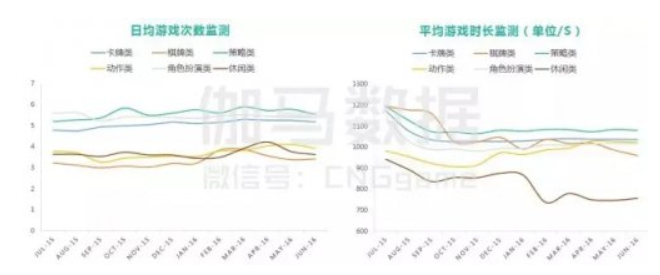 日均游戏次数监测
卡牌类 棋牌类 策略类
动作类 角色扮演类 休闲类
7
6
5
4
3
2
1
0
JUL-15 AUG-15 SEP-15 OCT-15 NOV-15 DEC-15 JAN-16 FEB-16 MAR-16 APR-16 MAY-16 JUN-16
平均游戏时长监测（单位/S）
卡牌类 棋牌类 策略类
动作类 角色扮演类 休闲类
1300
1200
1100
1000
900
800
700
600
JUL-15 AUG-15 SEP-15 OCT-15 NOV-15 DEC-15 JAN-16 FEB-16 MAR-16 APR-16 MAY-16 JUN-16
伽马数据
微信号：CNGgame